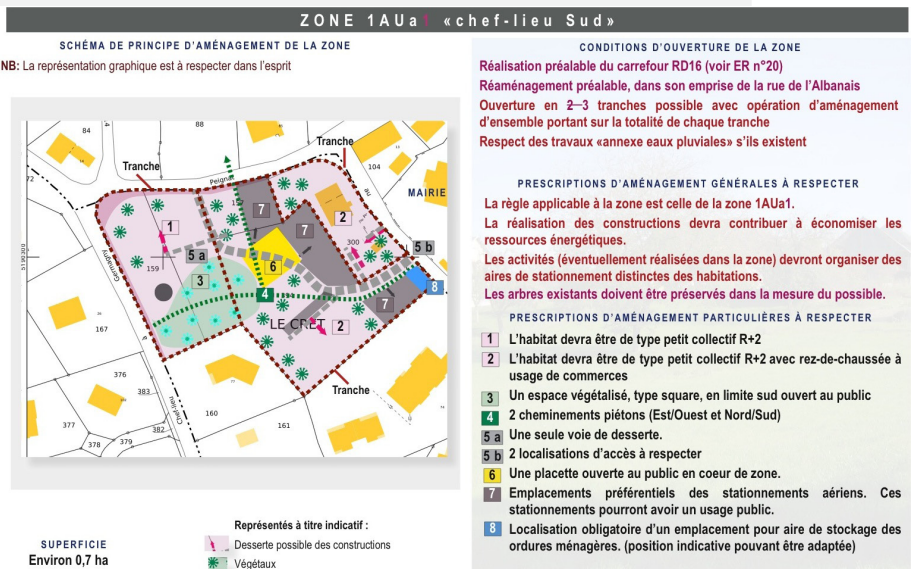 ZONE 1AUa1 «chef-lieu Sud»
SCHÉMA DE PRINCIPE D'AMÉNAGEMENT DE LA ZONE
NB: La représentation graphique est à respecter dans l'esprit
84
88
Tranche
Tranche
104
72
Peignat
MAIRIE
7
2
1
7
300
5 a
5 b
159
6
3
8
4
7
5190300
Germagny
LE CRET
2
167
376
383
Tranche
Chef-lieu
160
377
382
161
378
379
SUPERFICIE
Environ 0,7 ha
Représentés à titre indicatif :
Desserte possible des constructions
Végétaux
CONDITIONS D'OUVERTURE DE LA ZONE
Réalisation préalable du carrefour RD16 (voir ER n°20)
Réaménagement préalable, dans son emprise de la rue de l'Albanais
Ouverture en 2 3 tranches possible avec opération d'aménagement
d'ensemble portant sur la totalité de chaque tranche
Respect des travaux «annexe eaux pluviales» s'ils existent
PRESCRIPTIONS D'AMÉNAGEMENT GÉNÉRALES À RESPECTER
La règle applicable à la zone est celle de la zone 1AUa1.
La réalisation des constructions devra contribuer à économiser les
ressources énergétiques.
Les activités (éventuellement réalisées dans la zone) devront organiser des
aires de stationnement distinctes des habitations.
Les arbres existants doivent être préservés dans la mesure du possible.
PRESCRIPTIONS D'AMÉNAGEMENT PARTICULIÈRES À RESPECTER
1 L'habitat devra être de type petit collectif R+2
2 L'habitat devra être de type petit collectif R+2 avec rez-de-chaussée à
usage de commerces
3 Un espace végétalisé, type square, en limite sud ouvert au public
4 2 cheminements piétons (Est/Ouest et Nord/Sud)
5 a Une seule voie de desserte.
5 b 2 localisations d'accès à respecter
6 Une placette ouverte au public en coeur de zone.
7 Emplacements préférentiels des stationnements aériens. Ces
stationnements pourront avoir un usage public.
8 Localisation obligatoire d'un emplacement pour aire de stockage des
ordures ménagères. (position indicative pouvant être adaptée)